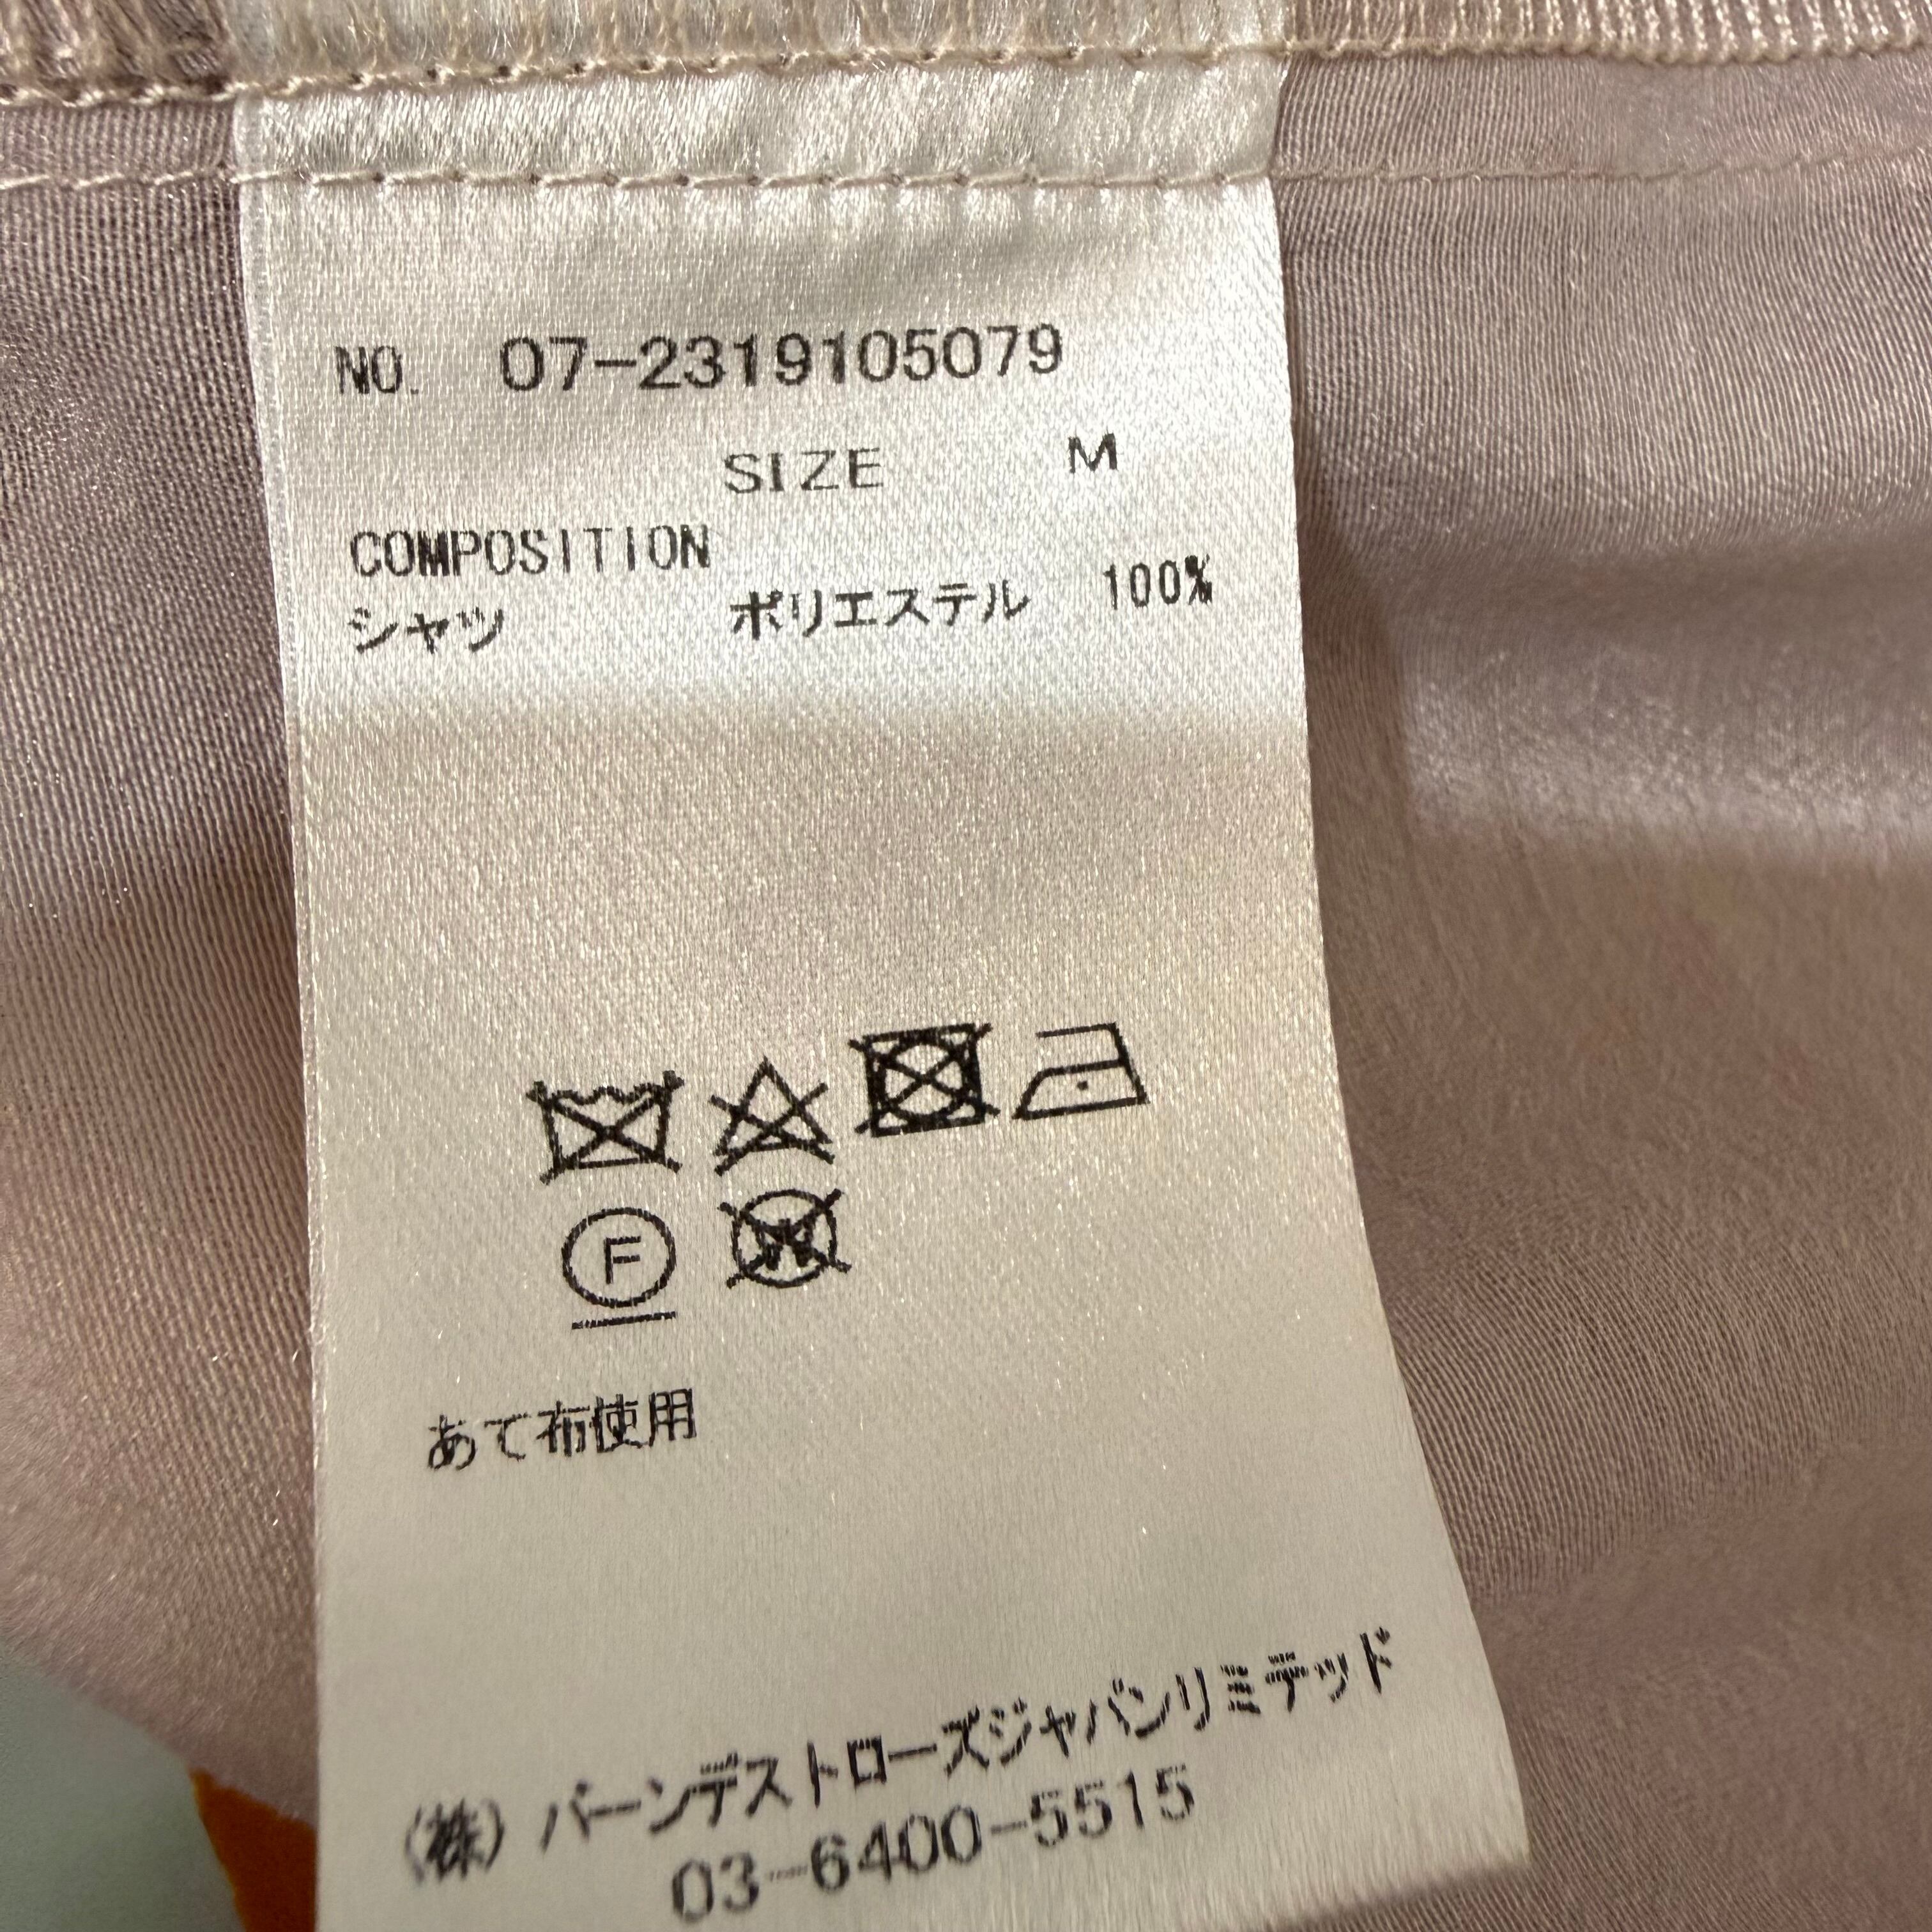 NO. 07-2319105079
SIZE M
COMPOSITION
シャツ ポリエステル 100%
F
W
あて布使用
(株) バーンデストローズジャパンリミテッド
03-6400-5515